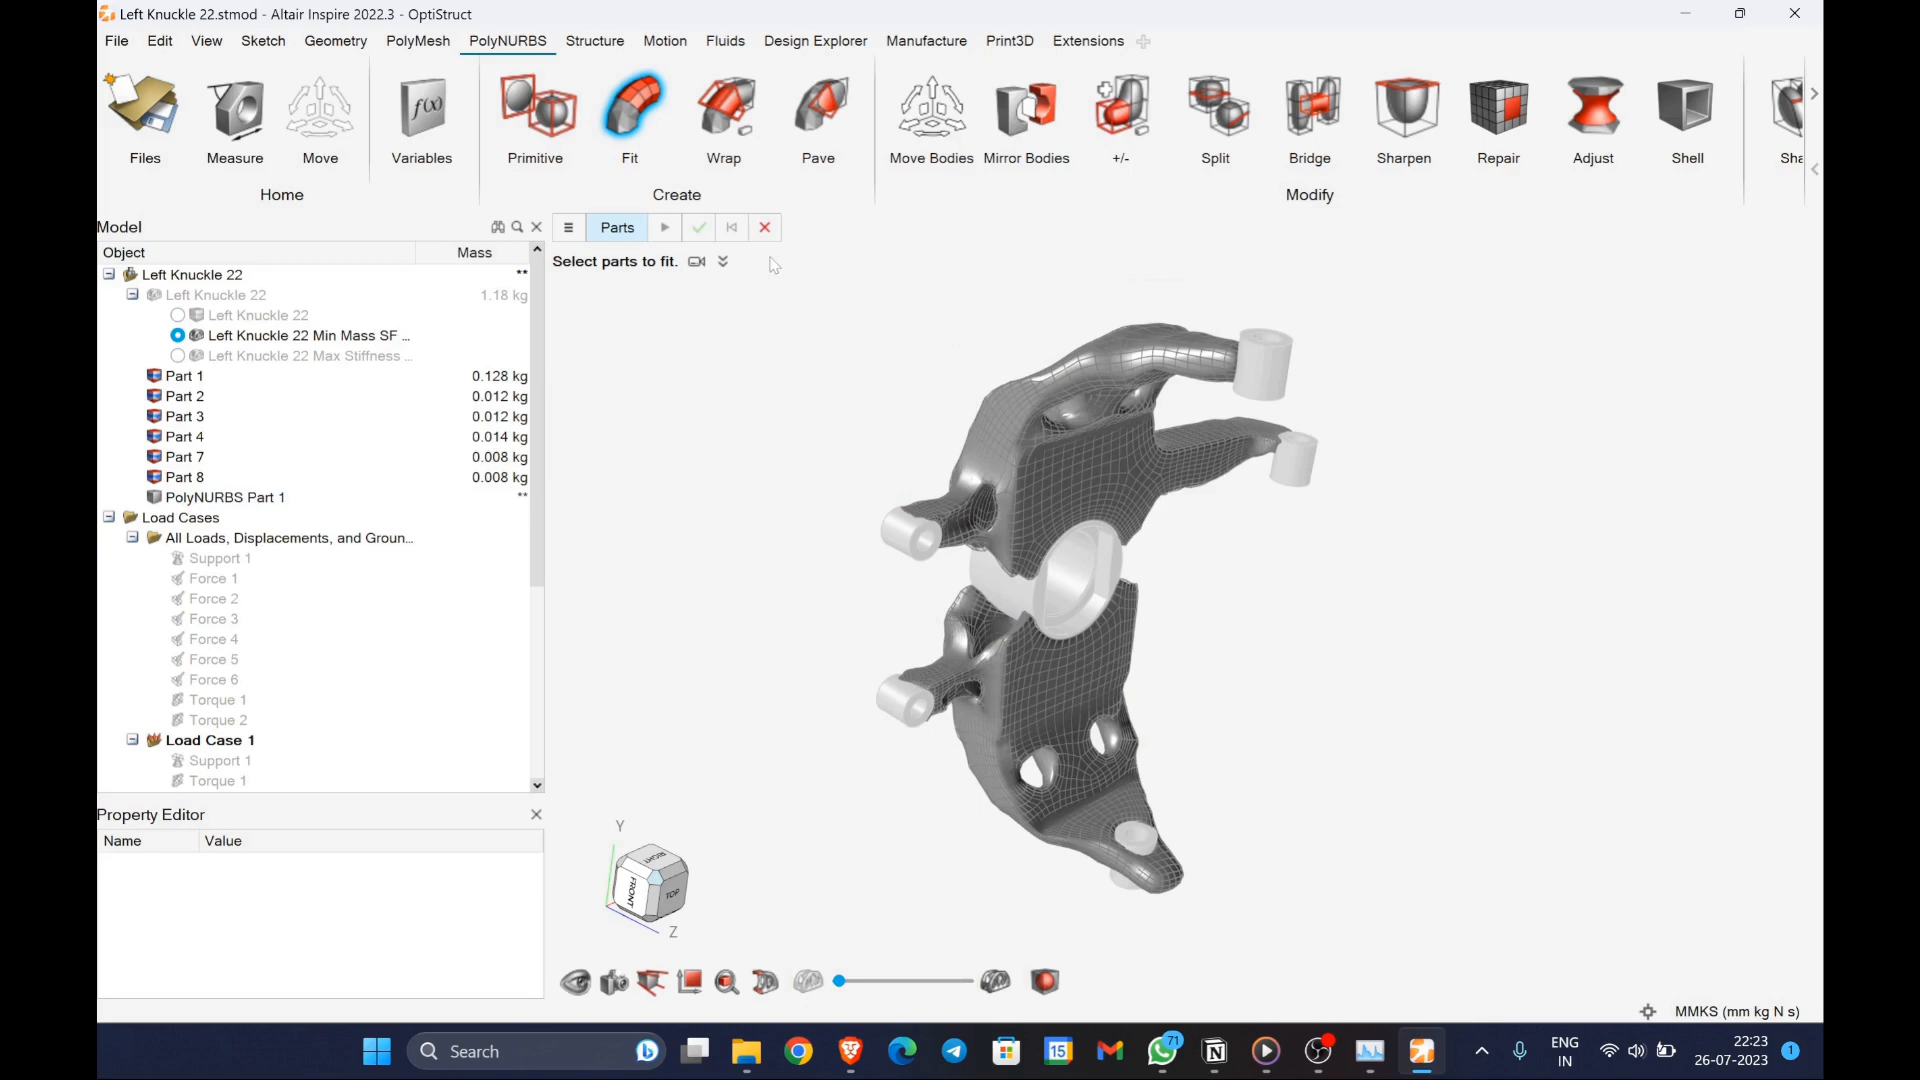 Left Knuckle 22.stmod - Altair Inspire 2022.3 - OptiStruct
File Edit View Sketch Geometry PolyMesh PolyNURBS Structure Motion Fluids Design Explorer Manufacture Print3D Extensions
f(x)
Files Measure Move Variables Primitive Fit Wrap Pave Move Bodies Mirror Bodies +/- Split Bridge Sharpen Repair Adjust Shell Sha
Home Create Modify
Model
Parts
Object Mass
Select parts to fit.
Left Knuckle 22 **
Left Knuckle 22 1.18 kg
Left Knuckle 22
Left Knuckle 22 Min Mass SF ...
Left Knuckle 22 Max Stiffness ...
Part 1 0.128 kg
Part 2 0.012 kg
Part 3 0.012 kg
Part 4 0.014 kg
Part 7 0.008 kg
Part 8 0.008 kg
PolyNURBS Part 1 **
Load Cases
All Loads, Displacements, and Groun...
Support 1
Force 1
Force 2
Force 3
Force 4
Force 5
Force 6
Torque 1
Torque 2
Load Case 1
Support 1
Torque 1
Property Editor
Name Value
Y
RIGHT
FRONT
TOP
Z
MMKS (mm kg N s)
Search
15
71
ENG
IN
22:23
26-07-2023
1